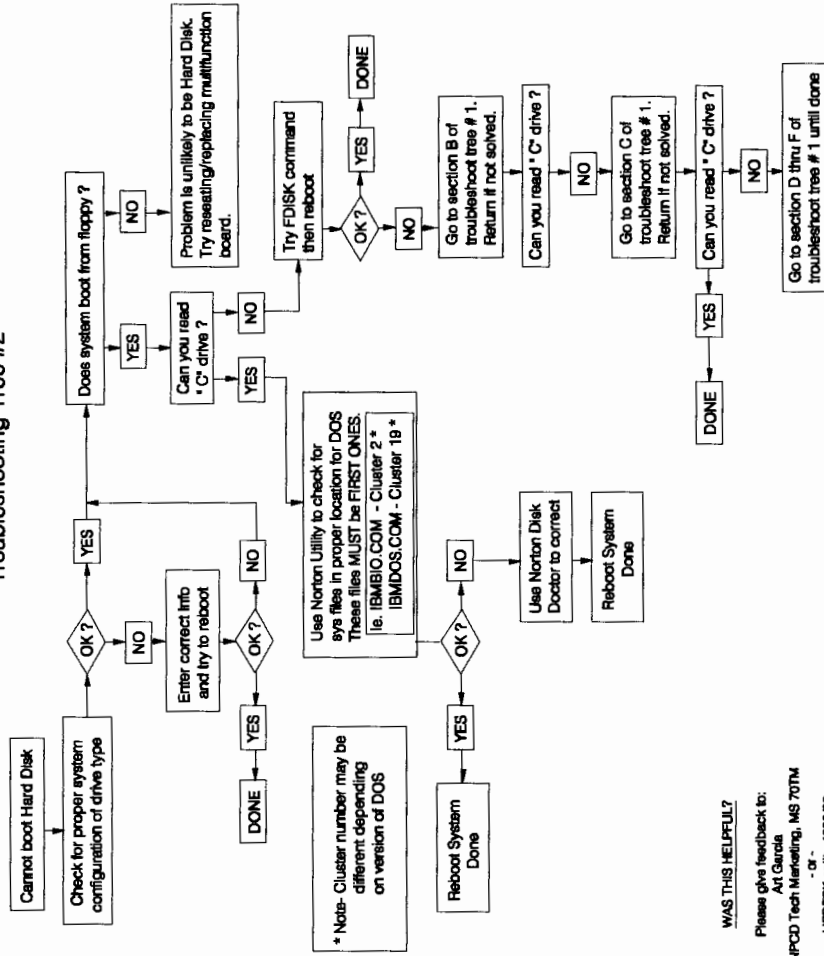 Troubleshooting Tree #2
Cannot boot Hard Disk
Check for proper system
configuration of drive type
OK ?
YES
NO
Enter correct info
and try to reboot
OK ?
NO
YES
DONE
Does system boot from floppy ?
NO
Problem is unlikely to be Hard Disk.
Try reseating/replacing multifunction
board.
YES
Can you read
" C" drive ?
NO
YES
Try FDISK command
then reboot
OK ?
YES
DONE
NO
Go to section B of
troubleshoot tree # 1.
Return if not solved.
Can you read " C" drive ?
NO
Go to section C of
troubleshoot tree # 1.
Return if not solved.
Can you read " C" drive ?
YES
DONE
NO
Go to section D thru F of
troubleshoot tree # 1 until done
Use Norton Utility to check for
sys files in proper location for DOS
These files MUST be FIRST ONES.
ie. IBMBIO.COM - Cluster 2 *
IBMDOS.COM - Cluster 19 *
OK ?
NO
Use Norton Disk
Doctor to correct
Reboot System
Done
YES
Reboot System
Done
* Note- Cluster number may be
different depending
on version of DOS
WAS THIS HELPFUL?
Please give feedback to:
Art Garcia
IPCD Tech Marketing, MS 70TM
- or -